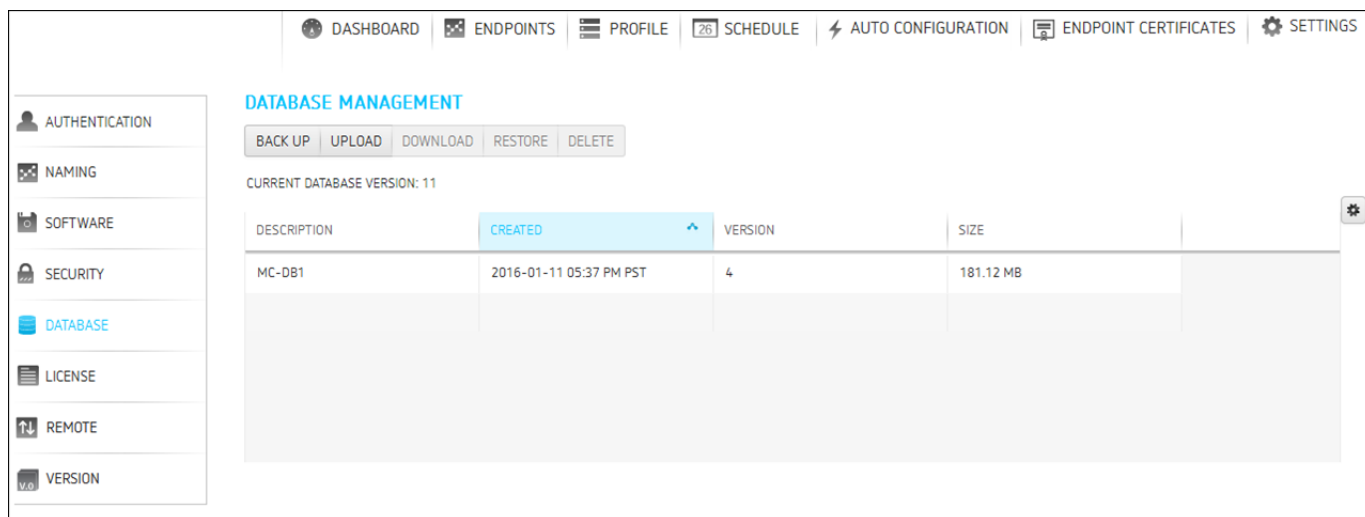 DASHBOARD ENDPOINTS PROFILE 26 SCHEDULE AUTO CONFIGURATION ENDPOINT CERTIFICATES SETTINGS
AUTHENTICATION
NAMING
SOFTWARE
SECURITY
DATABASE
LICENSE
REMOTE
V.0 VERSION
DATABASE MANAGEMENT
BACK UP UPLOAD DOWNLOAD RESTORE DELETE
CURRENT DATABASE VERSION: 11
DESCRIPTION CREATED VERSION SIZE
MC-DB1 2016-01-11 05:37 PM PST 4 181.12 MB